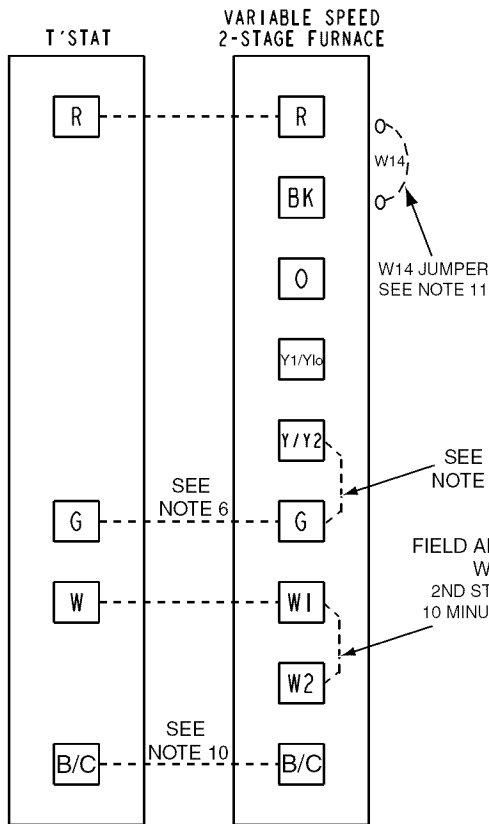 T'STAT
VARIABLE SPEED
2-STAGE FURNACE
R
R
W14
BK
W14 JUMPER
SEE NOTE 11
O
Y1/Ylo
Y/Y2
SEE
NOTE
SEE
NOTE 6
G
G
FIELD
W
2ND
10
W
W1
W2
SEE
NOTE 10
B/C
B/C